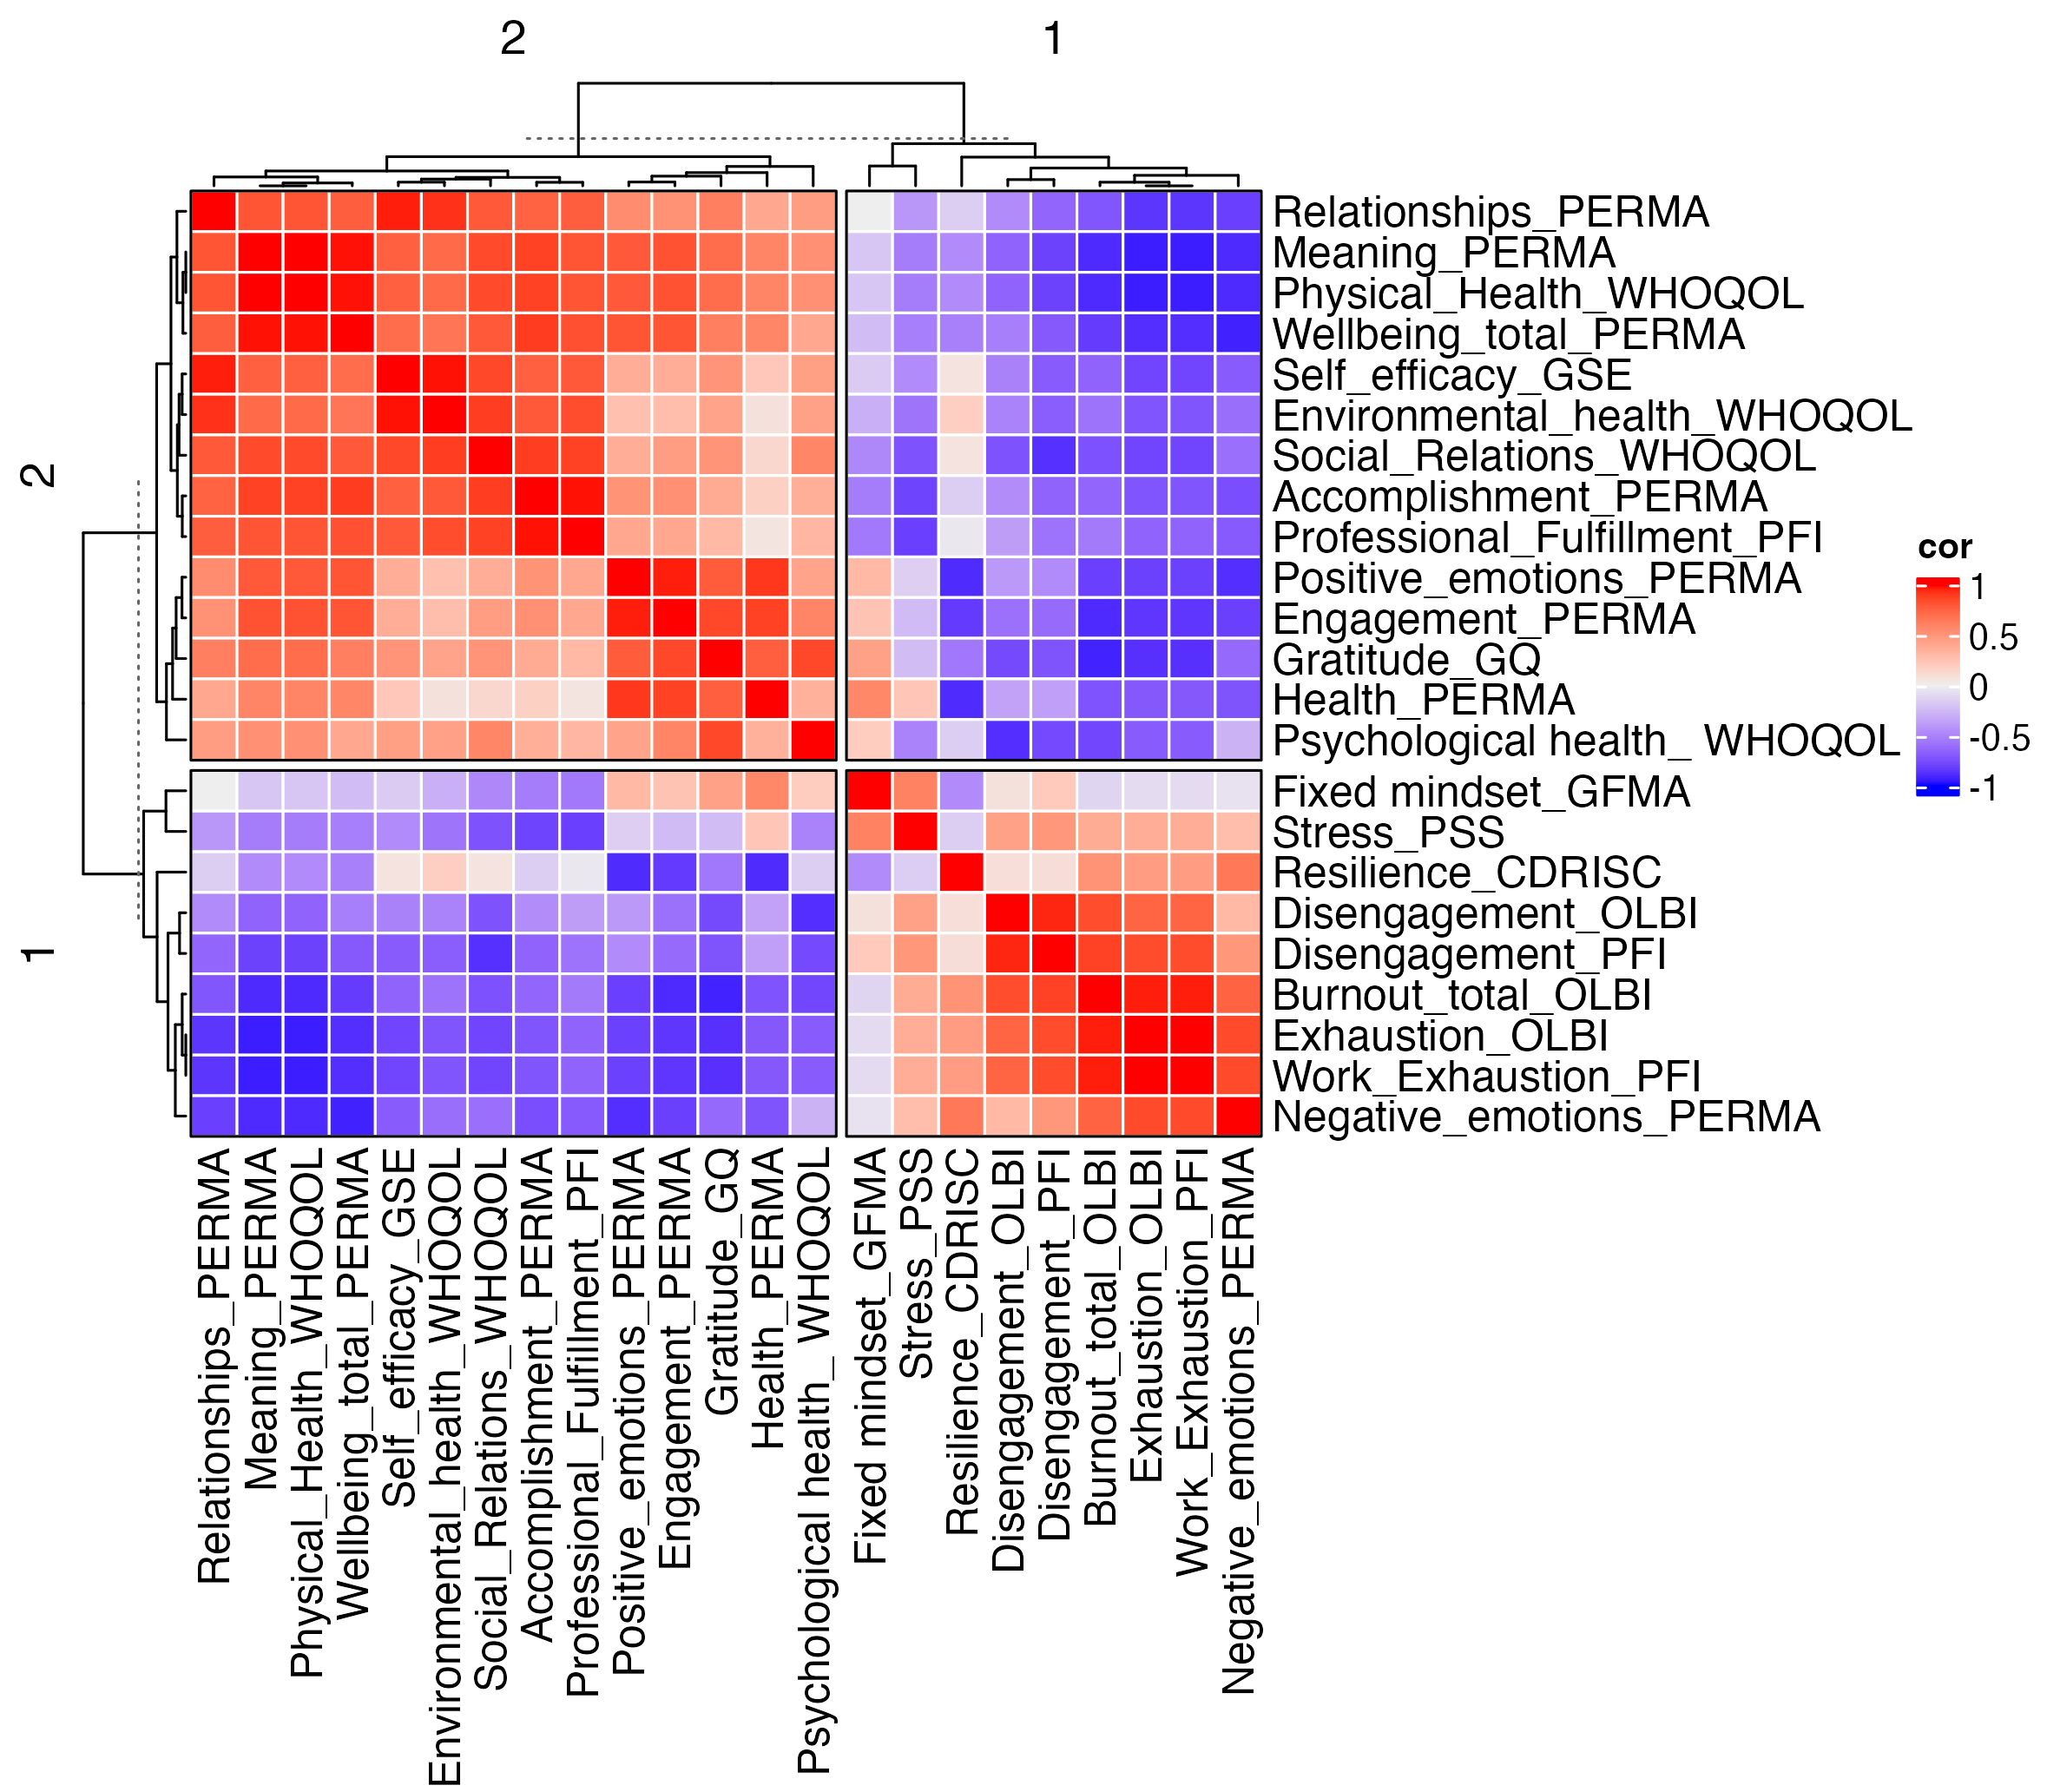 2
1
2
1
Relationships_PERMA
Meaning_PERMA
Physical_Health_WHOQOL
Wellbeing_total_PERMA
Self_efficacy_GSE
Environmental_health_WHOQOL
Social_Relations_WHOQOL
Accomplishment_PERMA
Professional_Fulfillment_PFI
Positive_emotions_PERMA
Engagement_PERMA
Gratitude_GQ
Health_PERMA
Psychological health_ WHOQOL
Fixed mindset_GFMA
Stress_PSS
Resilience_CDRISC
Disengagement_OLBI
Disengagement_PFI
Burnout_total_OLBI
Exhaustion_OLBI
Work_Exhaustion_PFI
Negative_emotions_PERMA
cor
1
0.5
0
-0.5
-1
Relationships_PERMA
Meaning_PERMA
Physical_Health_WHOQOL
Wellbeing_total_PERMA
Self_efficacy_GSE
Environmental_health_WHOQOL
Social_Relations_WHOQOL
Accomplishment_PERMA
Professional_Fulfillment_PFI
Positive_emotions_PERMA
Engagement_PERMA
Gratitude_GQ
Health_PERMA
Psychological health_ WHOQOL
Fixed mindset_GFMA
Stress_PSS
Resilience_CDRISC
Disengagement_OLBI
Disengagement_PFI
Burnout_total_OLBI
Exhaustion_OLBI
Work_Exhaustion_PFI
Negative_emotions_PERMA